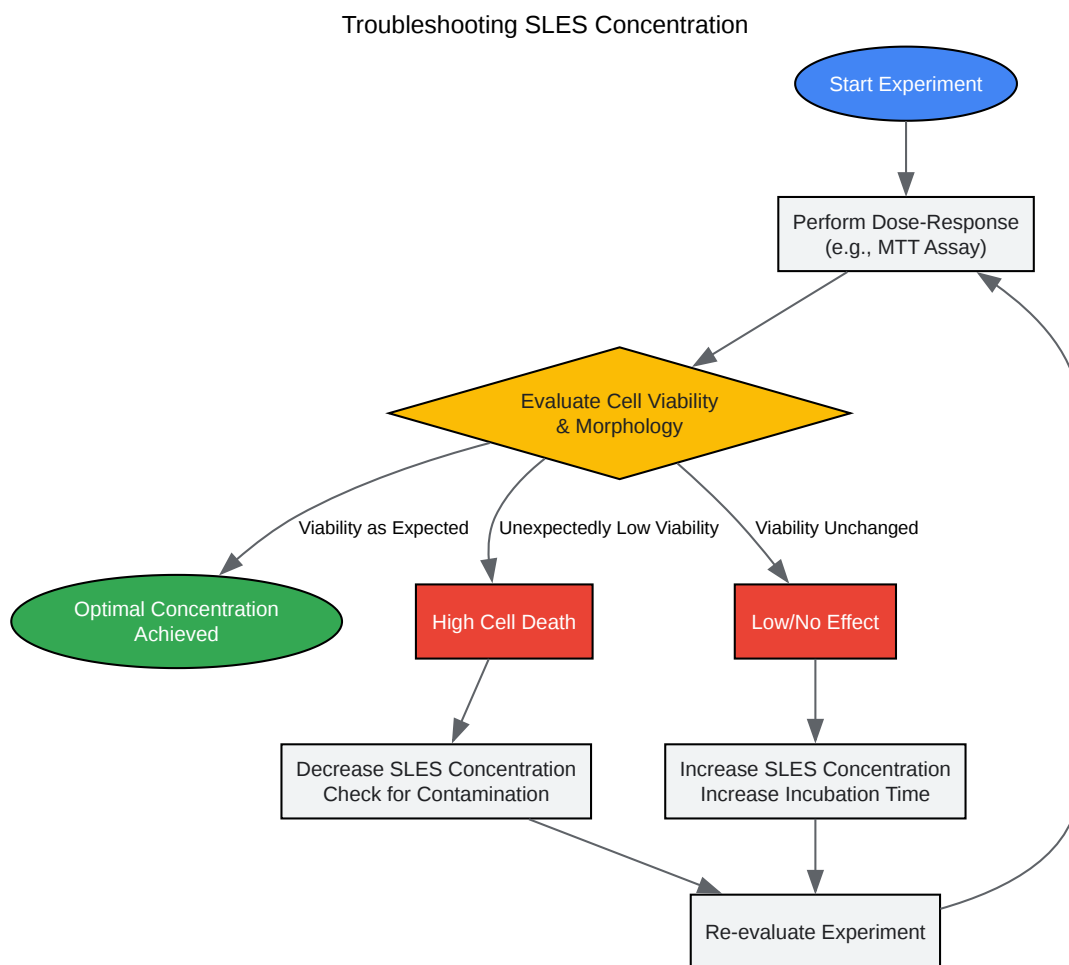 Troubleshooting SLES Concentration
Start Experiment
Perform Dose-Response
(e.g., MTT Assay)
Evaluate Cell Viability
& Morphology
Viability as Expected
Unexpectedly Low Viability
Viability Unchanged
Optimal Concentration
Achieved
High Cell Death
Low/No Effect
Decrease SLES Concentration
Check for Contamination
Increase SLES Concentration
Increase Incubation Time
Re-evaluate Experiment